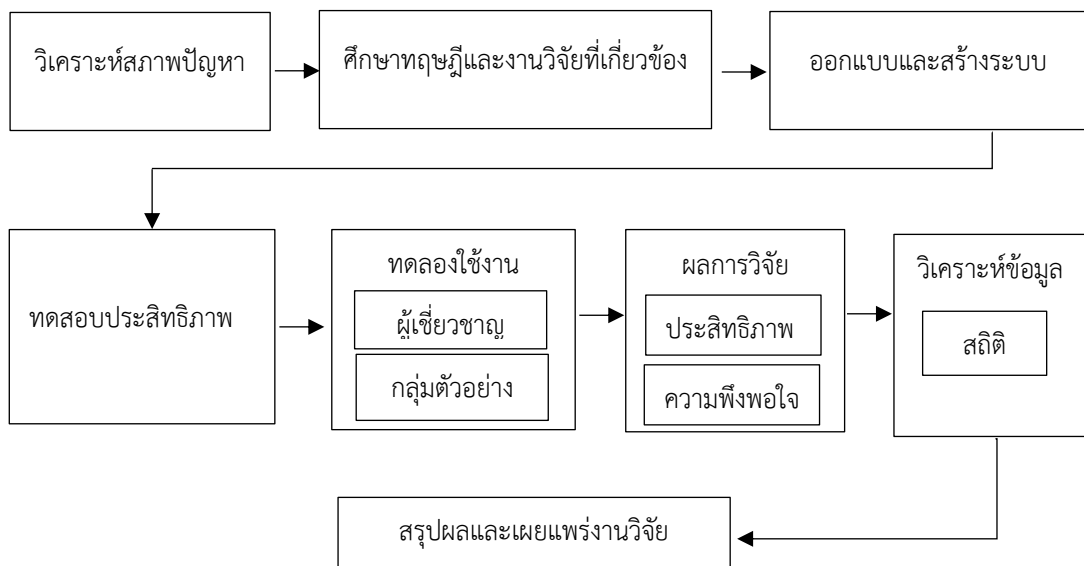 วิเคราะห์สภาพปัญหา
ศึกษาทฤษฎีและงานวิจัยที่เกี่ยวข้อง
ออกแบบและสร้างระบบ
ทดสอบประสิทธิภาพ
ทดลองใช้งาน
ผู้เชี่ยวชาญ
กลุ่มตัวอย่าง
ผลการวิจัย
ประสิทธิภาพ
ความพึงพอใจ
วิเคราะห์ข้อมูล
สถิติ
สรุปผลและเผยแพร่งานวิจัย